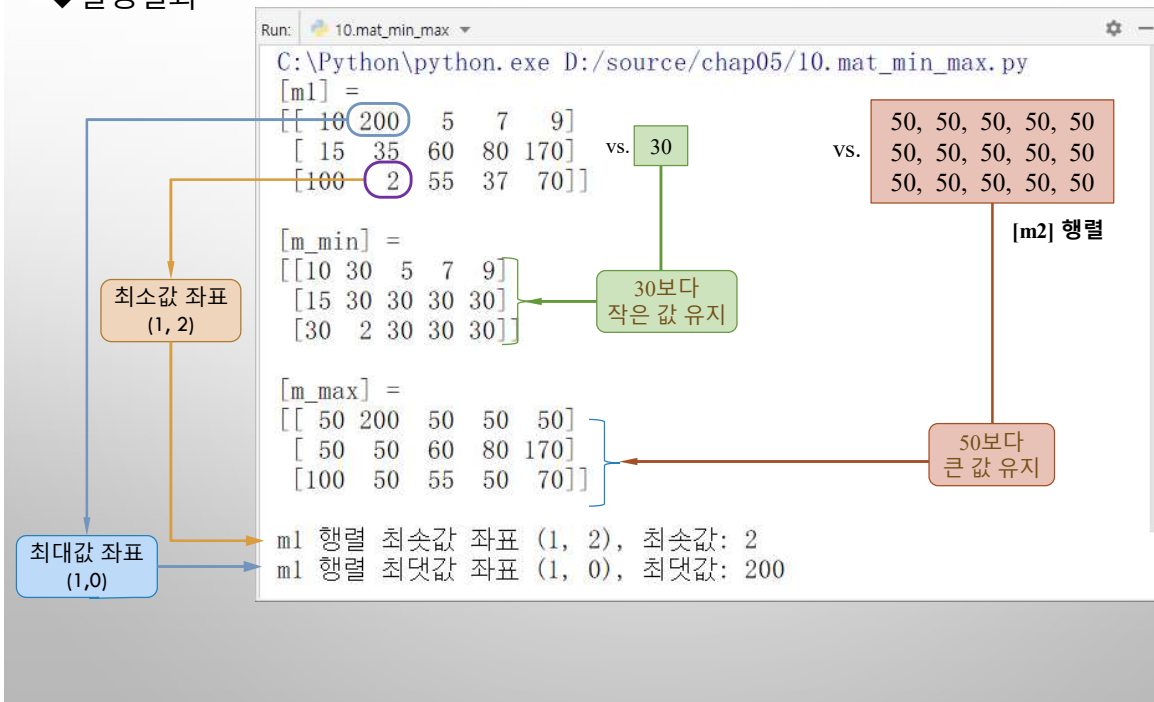 Run: 10.mat_min_max
C:\Python\python.exe D:/source/chap05/10.mat_min_max.py
[m1] =
[[ 10 200 5 7 9]
[ 15 35 60 80 170]
[100 2 55 37 70]]
vs. 30
vs.
50, 50, 50, 50, 50
50, 50, 50, 50, 50
50, 50, 50, 50, 50
[m2] 행렬
[m_min] =
[[10 30 5 7 9]
[15 30 30 30 30]
[30 2 30 30 30]]
30보다
작은 값 유지
최소값 좌표
(1, 2)
[m_max] =
[[ 50 200 50 50 50]
[ 50 50 60 80 170]
[100 50 55 50 70]]
50보다
큰 값 유지
m1 행렬 최솟값 좌표 (1, 2), 최솟값: 2
m1 행렬 최댓값 좌표 (1, 0), 최댓값: 200
최대값 좌표
(1,0)